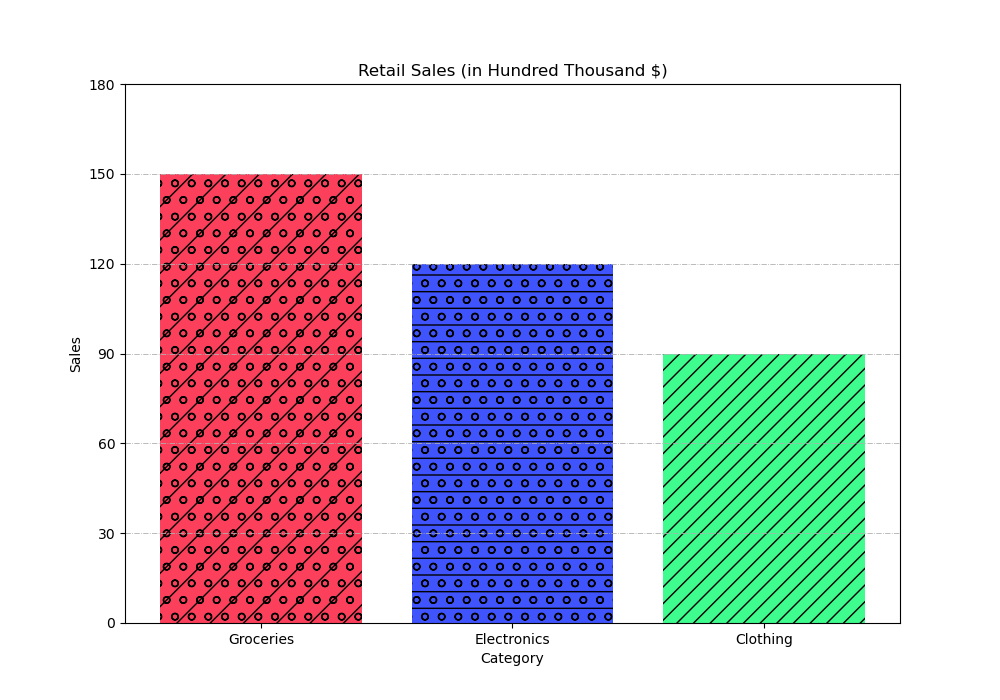 Retail Sales (in Hundred Thousand $)
180
150
120
90
60
30
0
Sales
Groceries
Electronics
Clothing
Category